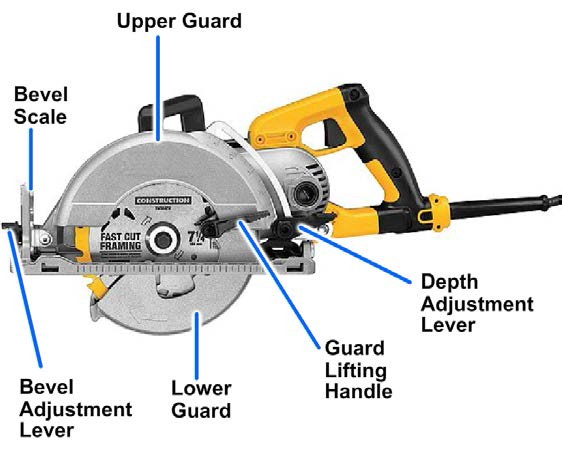 Upper Guard
Bevel
Scale
CONSTRUCTION
FAST CUT
FRAMING
7¼
Depth
Adjustment
Lever
Guard
Lifting
Handle
Bevel
Adjustment
Lever
Lower
Guard